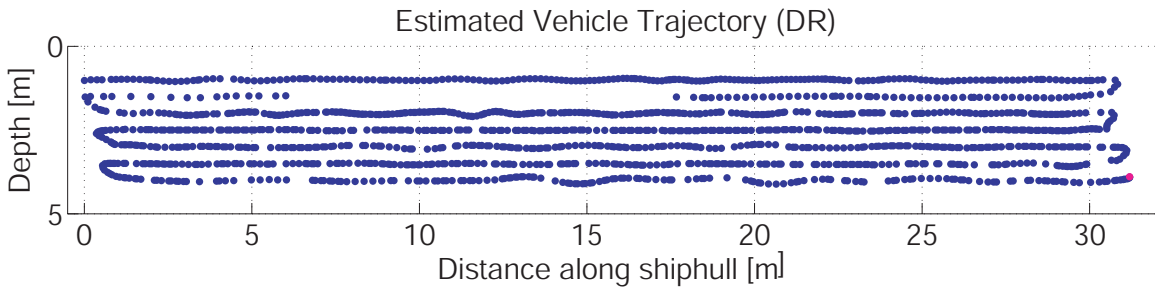 Estimated Vehicle Trajectory (DR)
0
Depth [m]
5
0 5 10 15 20 25 30
Distance along shiphull [m]